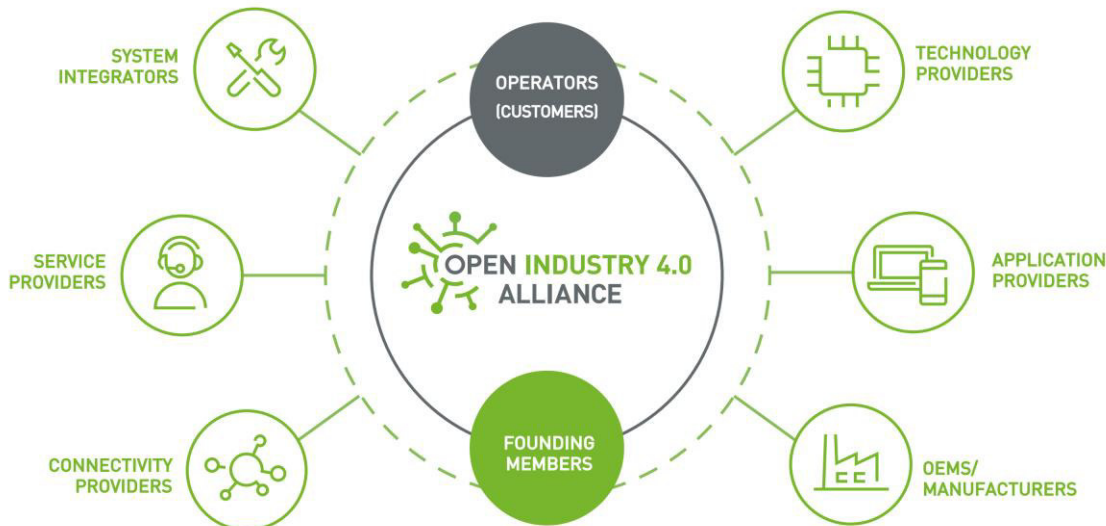 SYSTEM
INTEGRATORS
OPERATORS
(CUSTOMERS)
TECHNOLOGY
PROVIDERS
SERVICE
PROVIDERS
OPEN INDUSTRY 4.0
ALLIANCE
APPLICATION
PROVIDERS
CONNECTIVITY
PROVIDERS
FOUNDING
MEMBERS
OEMS/
MANUFACTURERS